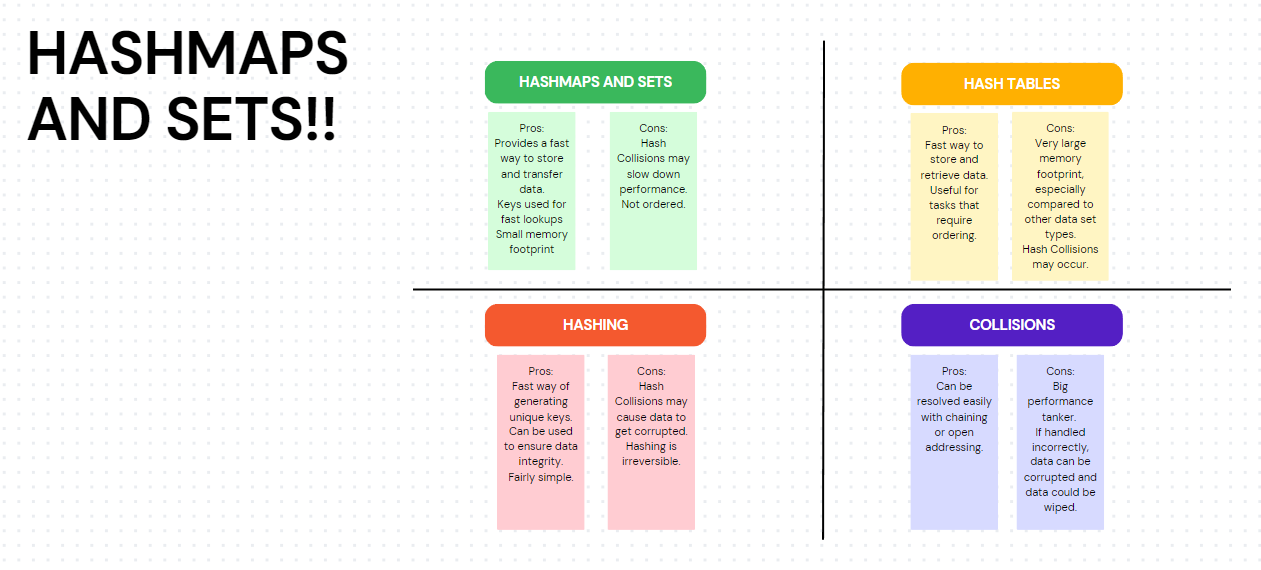 HASHMAPS
AND SETS!!
HASHMAPS AND SETS
Pros:
Provides a fast
way to store
and transfer
data.
Keys used for
fast lookups
Small memory
footprint
Cons:
Hash
Collisions may
slow down
performance.
Not ordered.
HASH TABLES
Pros:
Fast way to
store and
retrieve data.
Useful for
tasks that
require
ordering.
Cons:
Very large
memory
footprint,
especially
compared to
other data set
types.
Hash Collisions
may occur.
HASHING
Pros:
Fast way of
generating
unique keys.
Can be used
to ensure data
integrity.
Fairly simple.
Cons:
Hash
Collisions may
cause data to
get corrupted.
Hashing is
irreversible.
COLLISIONS
Pros:
Can be
resolved easily
with chaining
or open
addressing.
Cons:
Big
performance
tanker.
If handled
incorrectly,
data can be
corrupted and
data could be
wiped.